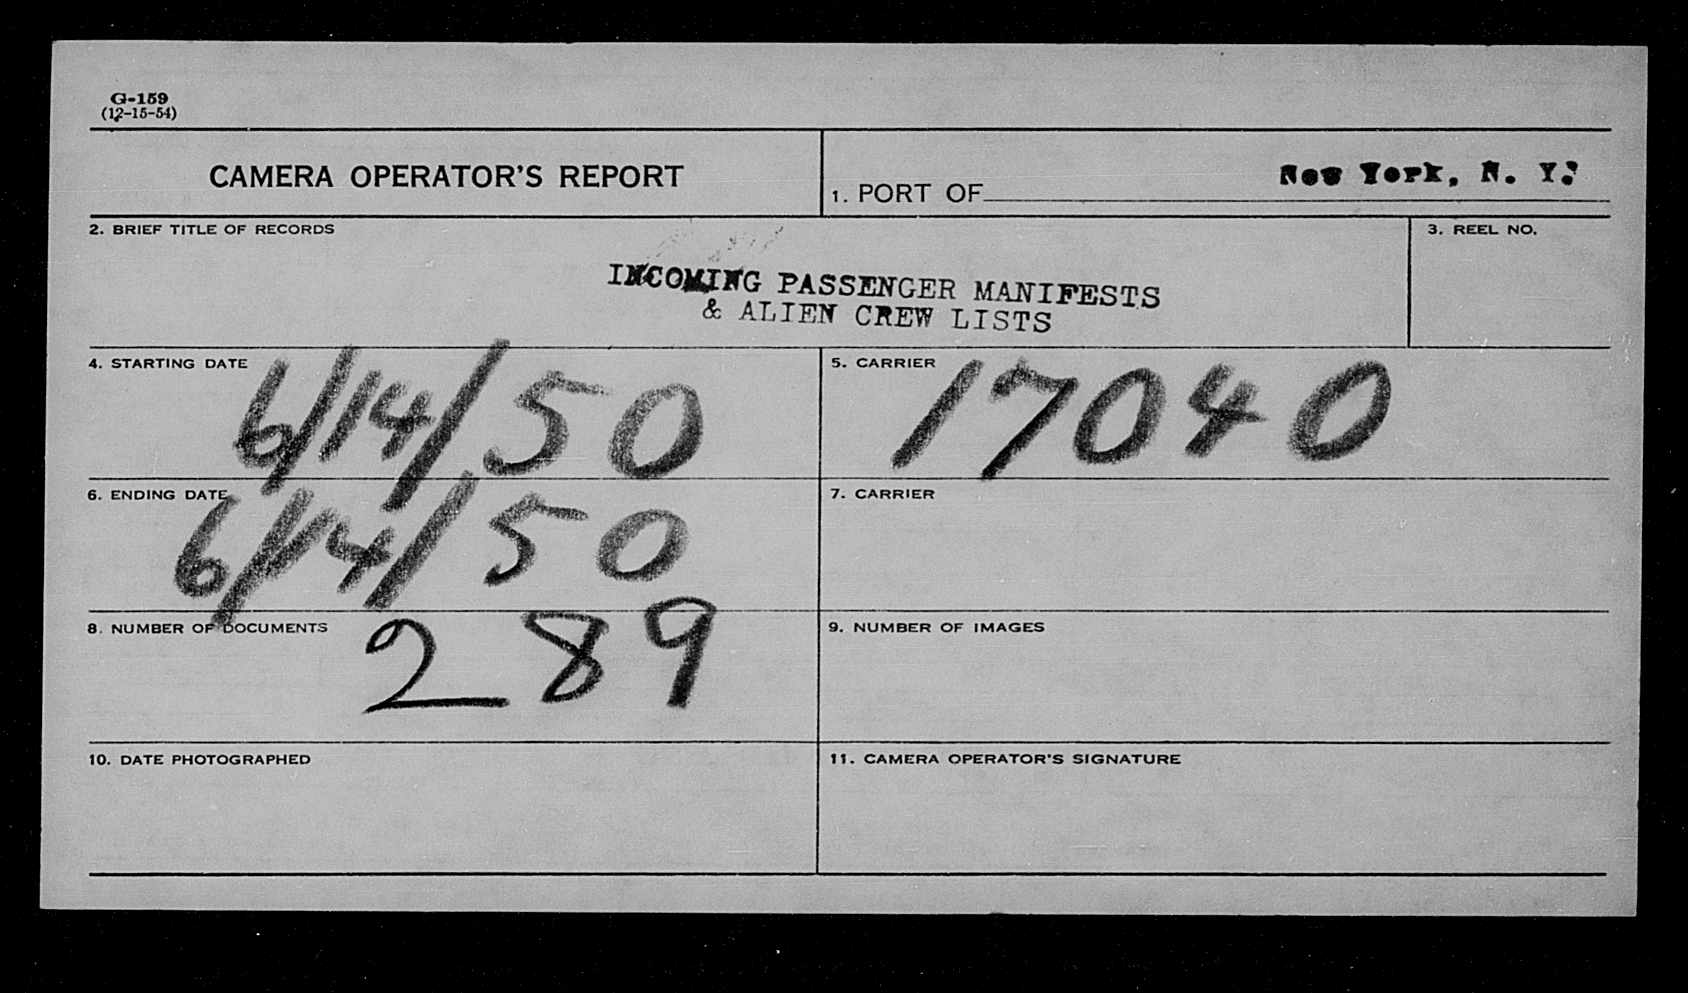 G-159
(12-15-54)
CAMERA OPERATOR'S REPORT
1. PORT OF New York, N. Y.
2. BRIEF TITLE OF RECORDS
3. REEL NO.
INCOMING PASSENGER MANIFESTS
& ALIEN CREW LISTS
4. STARTING DATE 6/14/50
5. CARRIER 17040
6. ENDING DATE 6/14/50
7. CARRIER
8. NUMBER OF DOCUMENTS 289
9. NUMBER OF IMAGES
10. DATE PHOTOGRAPHED
11. CAMERA OPERATOR'S SIGNATURE